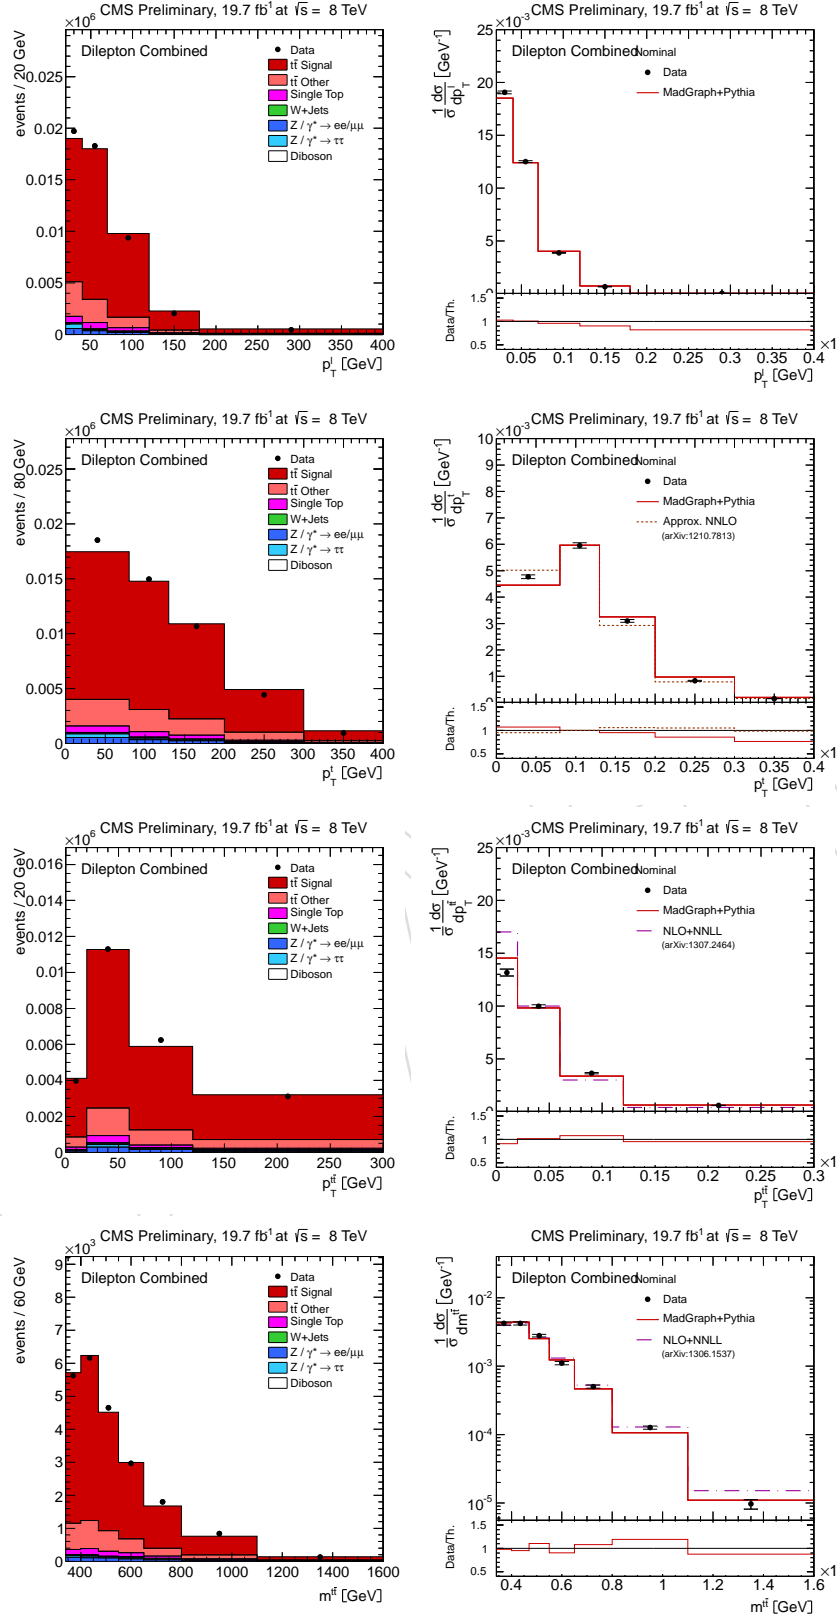 CMS Preliminary, 19.7 fb¹ at √s = 8 TeV
×10⁶
events / 20 GeV
Dilepton Combined
Data
tt̄ Signal
tt̄ Other
Single Top
W+Jets
Z / γ* → ee/μμ
Z / γ* → ττ
Diboson
0.025
0.02
0.015
0.01
0.005
0
50 100 150 200 250 300 350 400
p_T^l [GeV]
CMS Preliminary, 19.7 fb¹ at √s = 8 TeV
×10⁻³
1/σ dσ/dp_T^l [GeV⁻¹]
Dilepton Combined Nominal
Data
MadGraph+Pythia
25
20
15
10
5
0
Data/Th.
1.5
1
0.5
0.05 0.1 0.15 0.2 0.25 0.3 0.35 0.4
×1
p_T^l [GeV]
CMS Preliminary, 19.7 fb¹ at √s = 8 TeV
×10⁶
events / 80 GeV
Dilepton Combined
Data
tt̄ Signal
tt̄ Other
Single Top
W+Jets
Z / γ* → ee/μμ
Z / γ* → ττ
Diboson
0.025
0.02
0.015
0.01
0.005
0
0 50 100 150 200 250 300 350 400
p_T^t [GeV]
CMS Preliminary, 19.7 fb¹ at √s = 8 TeV
×10⁻³
1/σ dσ/dp_T^t [GeV⁻¹]
Dilepton Combined Nominal
Data
MadGraph+Pythia
Approx. NNLO
(arXiv:1210.7813)
10
9
8
7
6
5
4
3
2
1
0
Data/Th.
1.5
1
0.5
0 0.05 0.1 0.15 0.2 0.25 0.3 0.35 0.4
×1
p_T^t [GeV]
CMS Preliminary, 19.7 fb¹ at √s = 8 TeV
×10⁶
events / 20 GeV
Dilepton Combined
Data
tt̄ Signal
tt̄ Other
Single Top
W+Jets
Z / γ* → ee/μμ
Z / γ* → ττ
Diboson
0.016
0.014
0.012
0.01
0.008
0.006
0.004
0.002
0
0 50 100 150 200 250 300
p_T^tt̄ [GeV]
CMS Preliminary, 19.7 fb¹ at √s = 8 TeV
×10⁻³
1/σ dσ/dp_T^tt̄ [GeV⁻¹]
Dilepton Combined Nominal
Data
MadGraph+Pythia
NLO+NNLL
(arXiv:1307.2464)
25
20
15
10
5
0
Data/Th.
1.5
1
0.5
0 0.05 0.1 0.15 0.2 0.25 0.3
×1
p_T^tt̄ [GeV]
CMS Preliminary, 19.7 fb¹ at √s = 8 TeV
×10³
events / 60 GeV
Dilepton Combined
Data
tt̄ Signal
tt̄ Other
Single Top
W+Jets
Z / γ* → ee/μμ
Z / γ* → ττ
Diboson
9
8
7
6
5
4
3
2
1
0
400 600 800 1000 1200 1400 1600
m^tt̄ [GeV]
CMS Preliminary, 19.7 fb¹ at √s = 8 TeV
1/σ dσ/dm^tt̄ [GeV⁻¹]
Dilepton Combined Nominal
Data
MadGraph+Pythia
NLO+NNLL
(arXiv:1306.1537)
10⁻²
10⁻³
10⁻⁴
10⁻⁵
Data/Th.
1.5
1
0.5
0.4 0.6 0.8 1 1.2 1.4 1.6
×1
m^tt̄ [GeV]